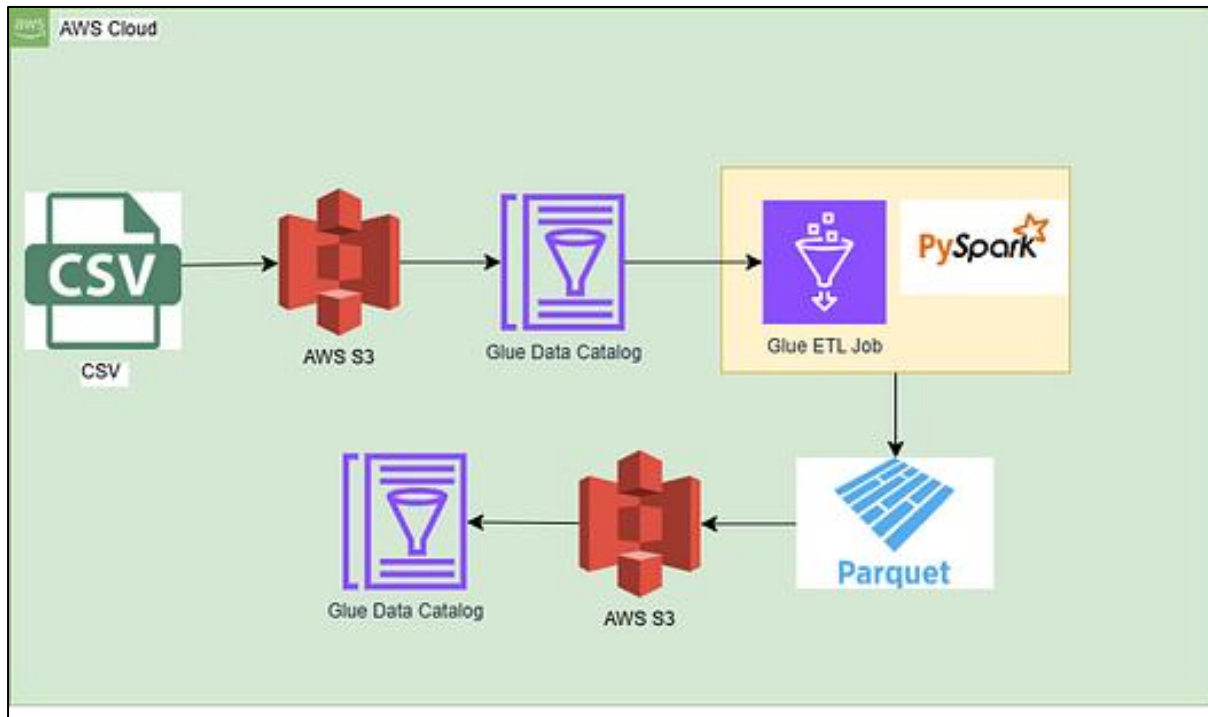 aws
AWS Cloud
CSV
CSV
AWS S3
Glue Data Catalog
Glue ETL Job
PySpark
Parquet
AWS S3
Glue Data Catalog